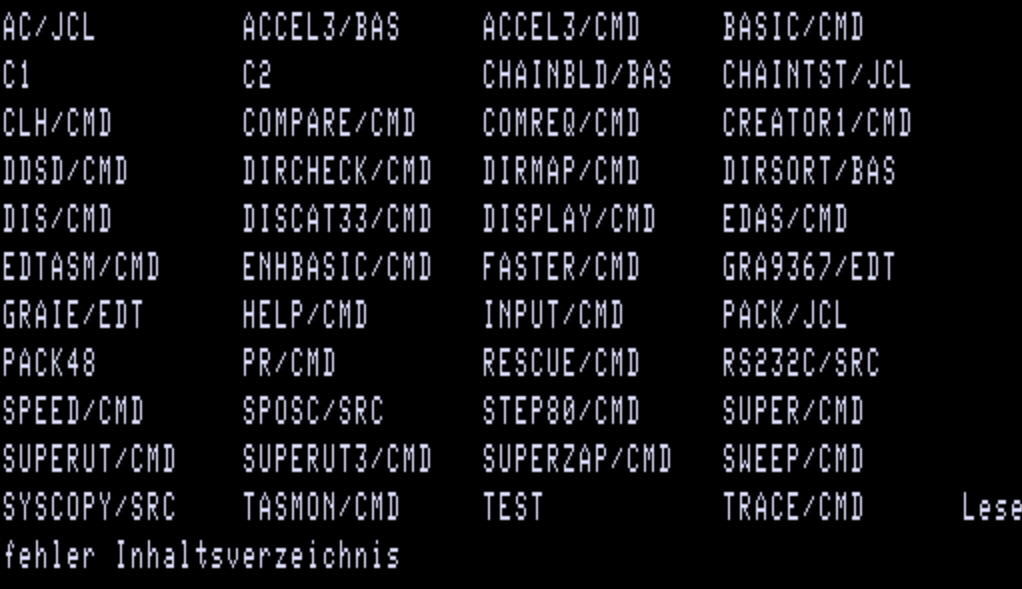 AC/JCL ACCEL3/BAS ACCEL3/CMD BASIC/CMD
C1 C2 CHAINBLD/BAS CHAINTST/JCL
CLH/CMD COMPARE/CMD COMREQ/CMD CREATOR1/CMD
DDSD/CMD DIRCHECK/CMD DIRMAP/CMD DIRSORT/BAS
DIS/CMD DISCAT33/CMD DISPLAY/CMD EDAS/CMD
EDTASM/CMD ENHBASIC/CMD FASTER/CMD GRA9367/EDT
GRAIE/EDT HELP/CMD INPUT/CMD PACK/JCL
PACK48 PR/CMD RESCUE/CMD RS232C/SRC
SPEED/CMD SPOSC/SRC STEP80/CMD SUPER/CMD
SUPERUT/CMD SUPERUT3/CMD SUPERZAP/CMD SWEEP/CMD
SYSCOPY/SRC TASMON/CMD TEST TRACE/CMD Lese
fehler Inhaltsverzeichnis